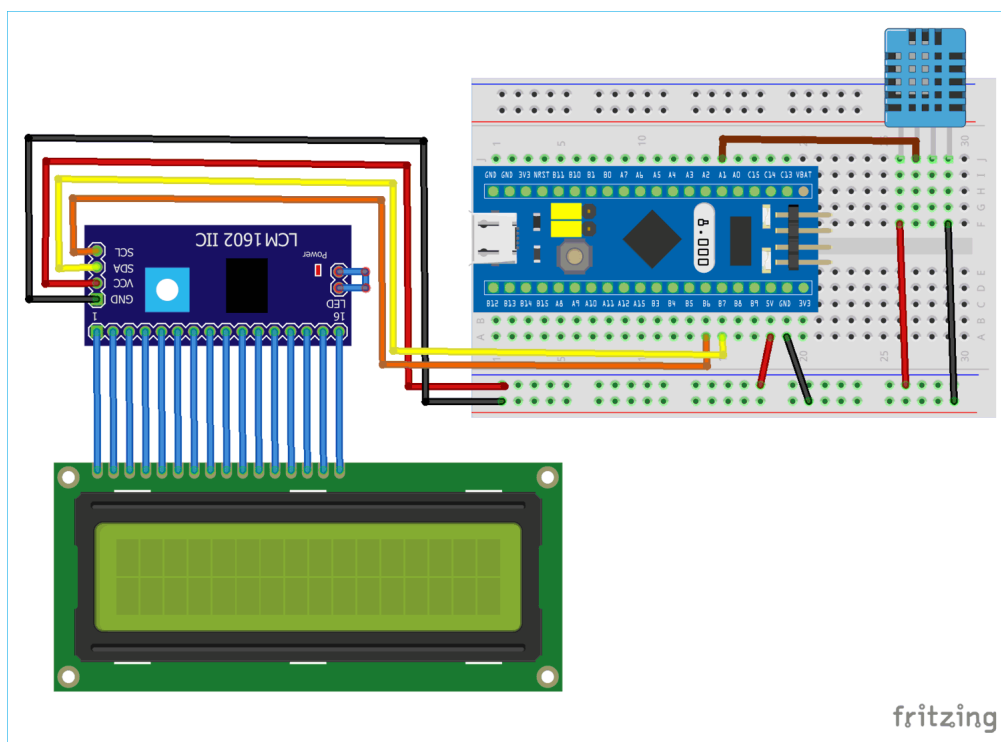 1 5 10 30
J
I
H
G
F
GND GND 3V3 NRST B11 B10 B1 B0 A7 A6 A5 A4 A3 A2 A1 A0 C15 C14 C13 VBAT
8.000
LCM1602 IIC
SCL
SDA
VCC
GND
Power
LED
1 16
E
D
C
B
A
B12 B13 B14 B15 A8 A9 A10 A11 A12 A15 B3 B4 B5 B6 B7 B8 B9 5V GND 3V3
B
A
20 25 30
fritzing